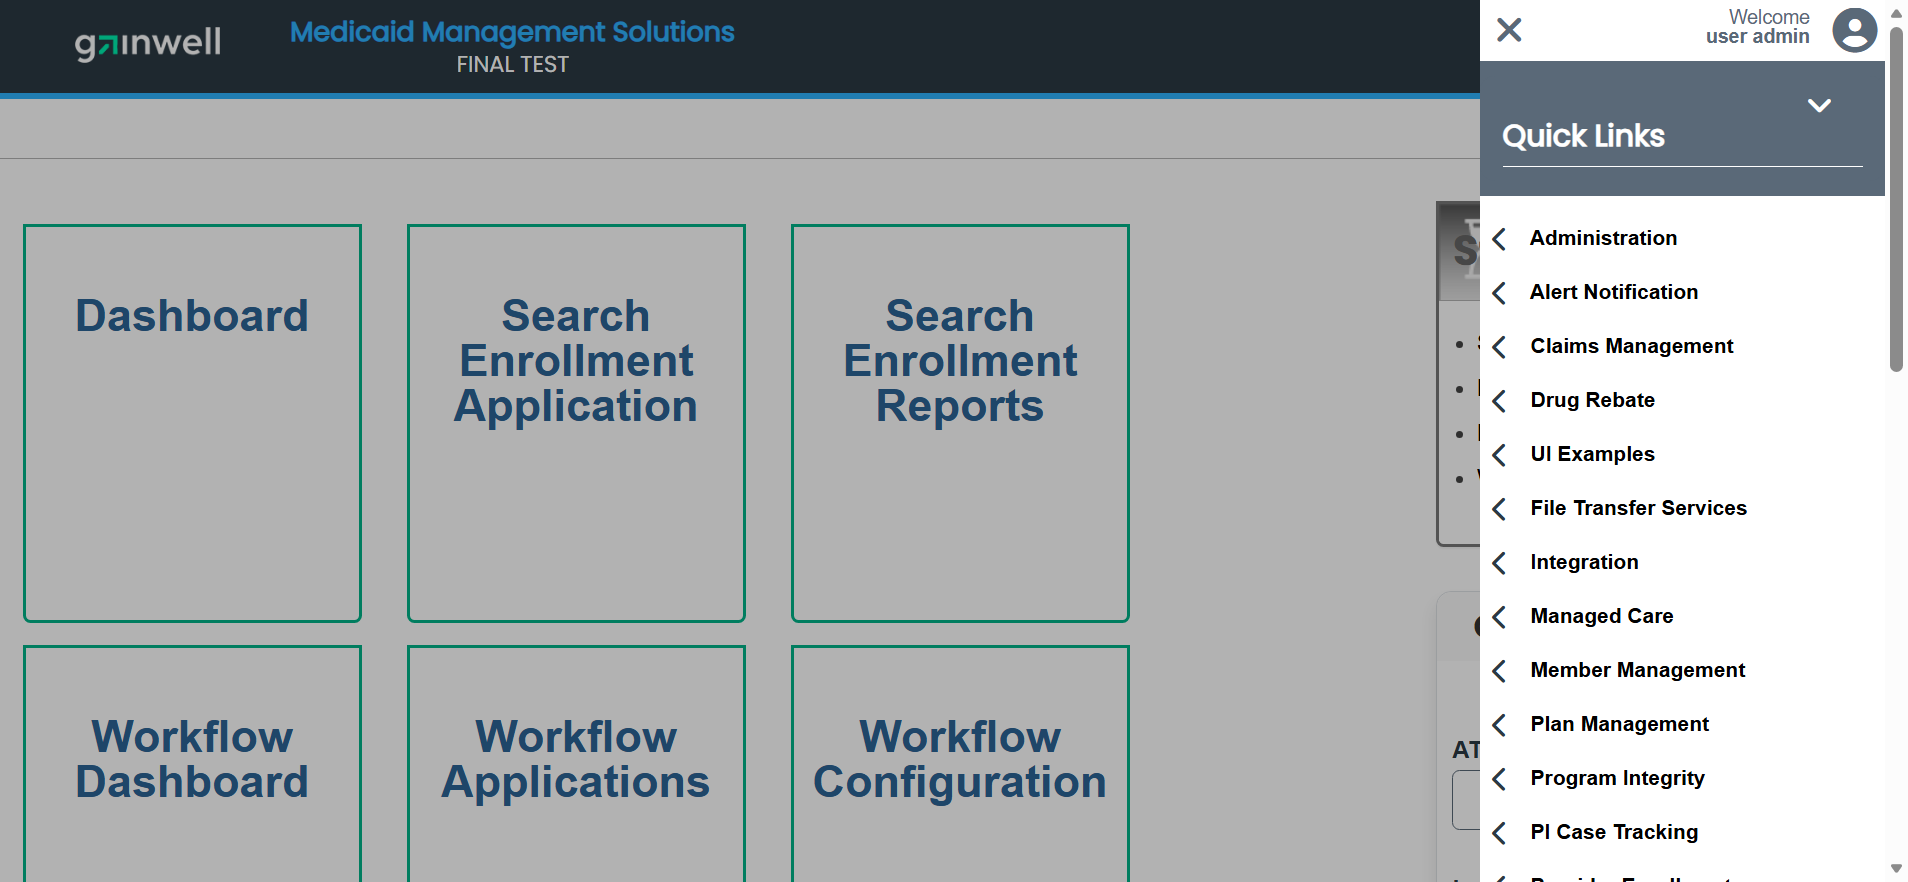 gainwell
Medicaid Management Solutions
FINAL TEST
Welcome
user admin
Quick Links
Administration
Alert Notification
Claims Management
Drug Rebate
UI Examples
File Transfer Services
Integration
Managed Care
Member Management
Plan Management
Program Integrity
PI Case Tracking
Dashboard
Search
Enrollment
Application
Search
Enrollment
Reports
Workflow
Dashboard
Workflow
Applications
Workflow
Configuration